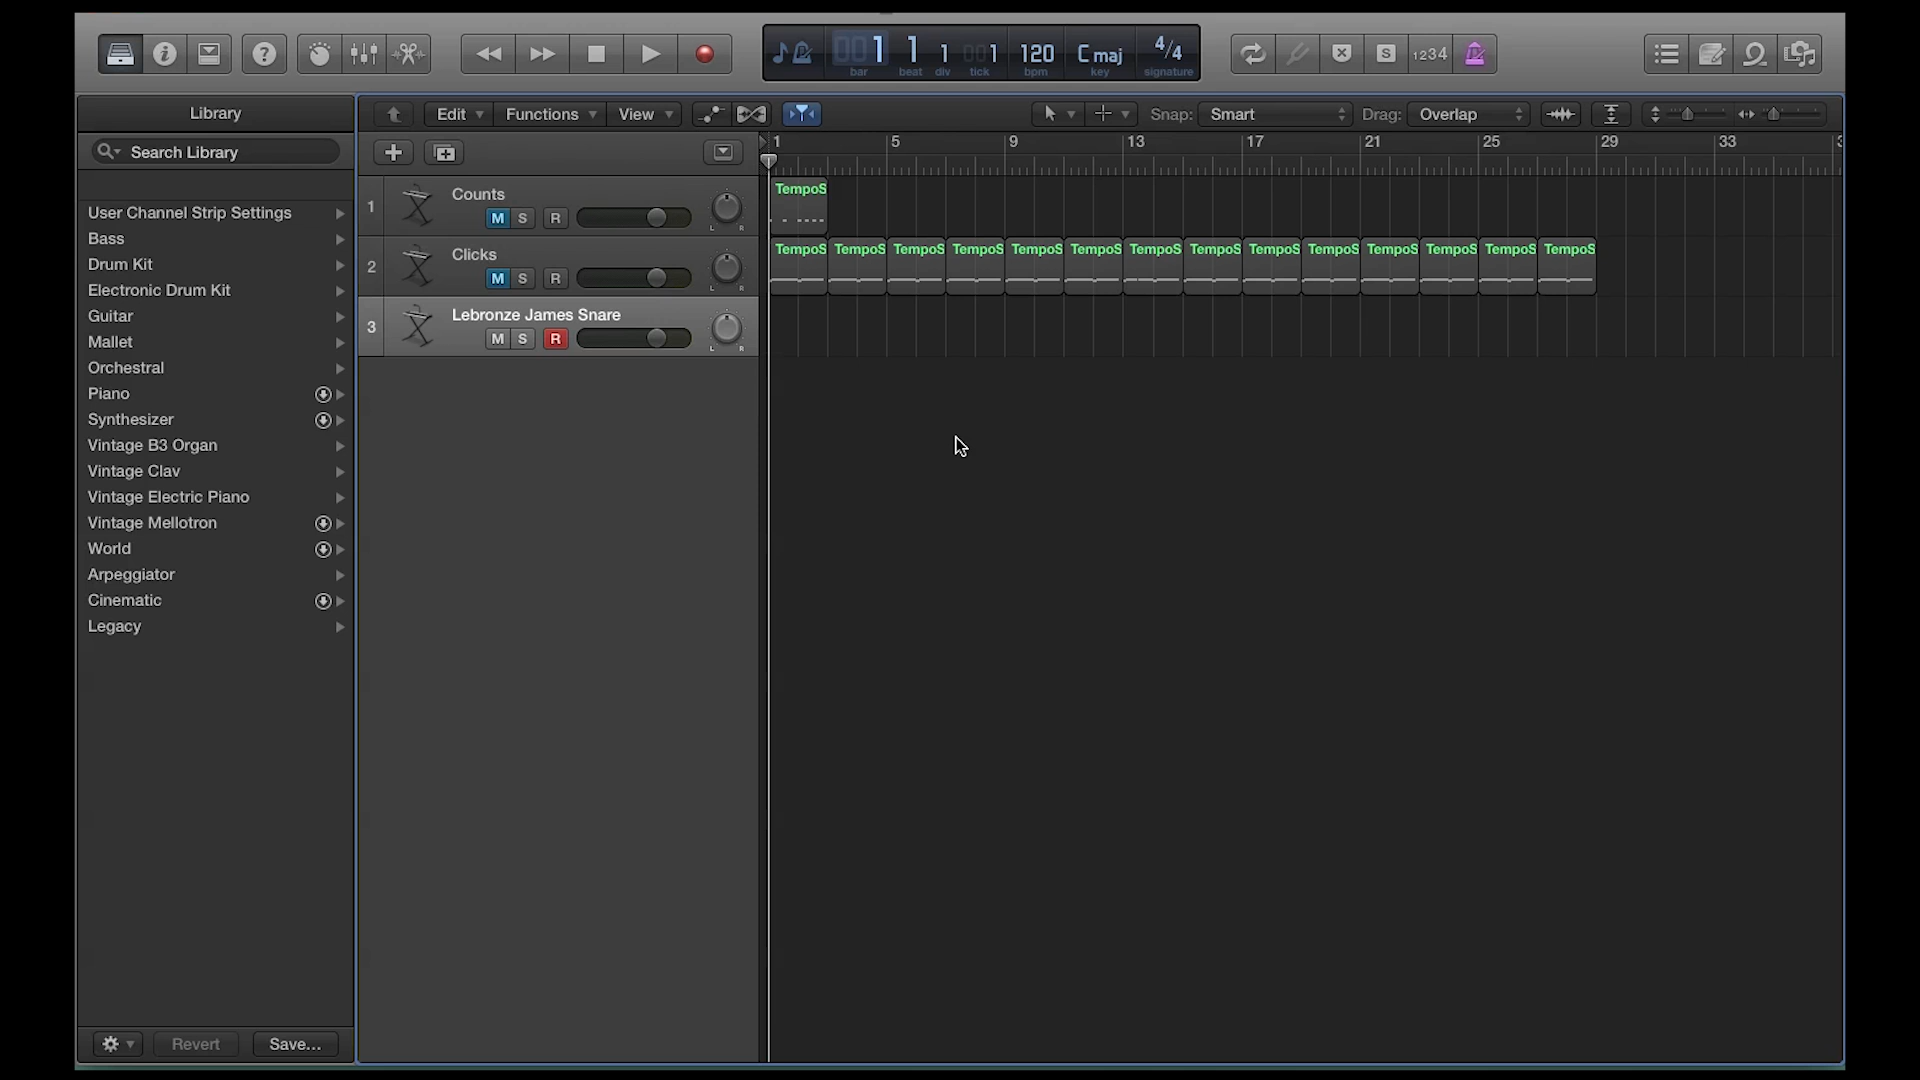 001 1 1 001 120 C maj 4/4
bar beat div tick bpm key signature
1234
S
Library
Edit Functions View Snap: Smart Drag: Overlap
Search Library
1 5 9 13 17 21 25 29 33
User Channel Strip Settings
Bass
Drum Kit
Electronic Drum Kit
Guitar
Mallet
Orchestral
Piano
Synthesizer
Vintage B3 Organ
Vintage Clav
Vintage Electric Piano
Vintage Mellotron
World
Arpeggiator
Cinematic
Legacy
Revert Save...
1 Counts
M S R L R
2 Clicks
M S R L R
3 Lebronze James Snare
M S R L R
TempoS
TempoS TempoS TempoS TempoS TempoS TempoS TempoS TempoS TempoS TempoS TempoS TempoS TempoS TempoS